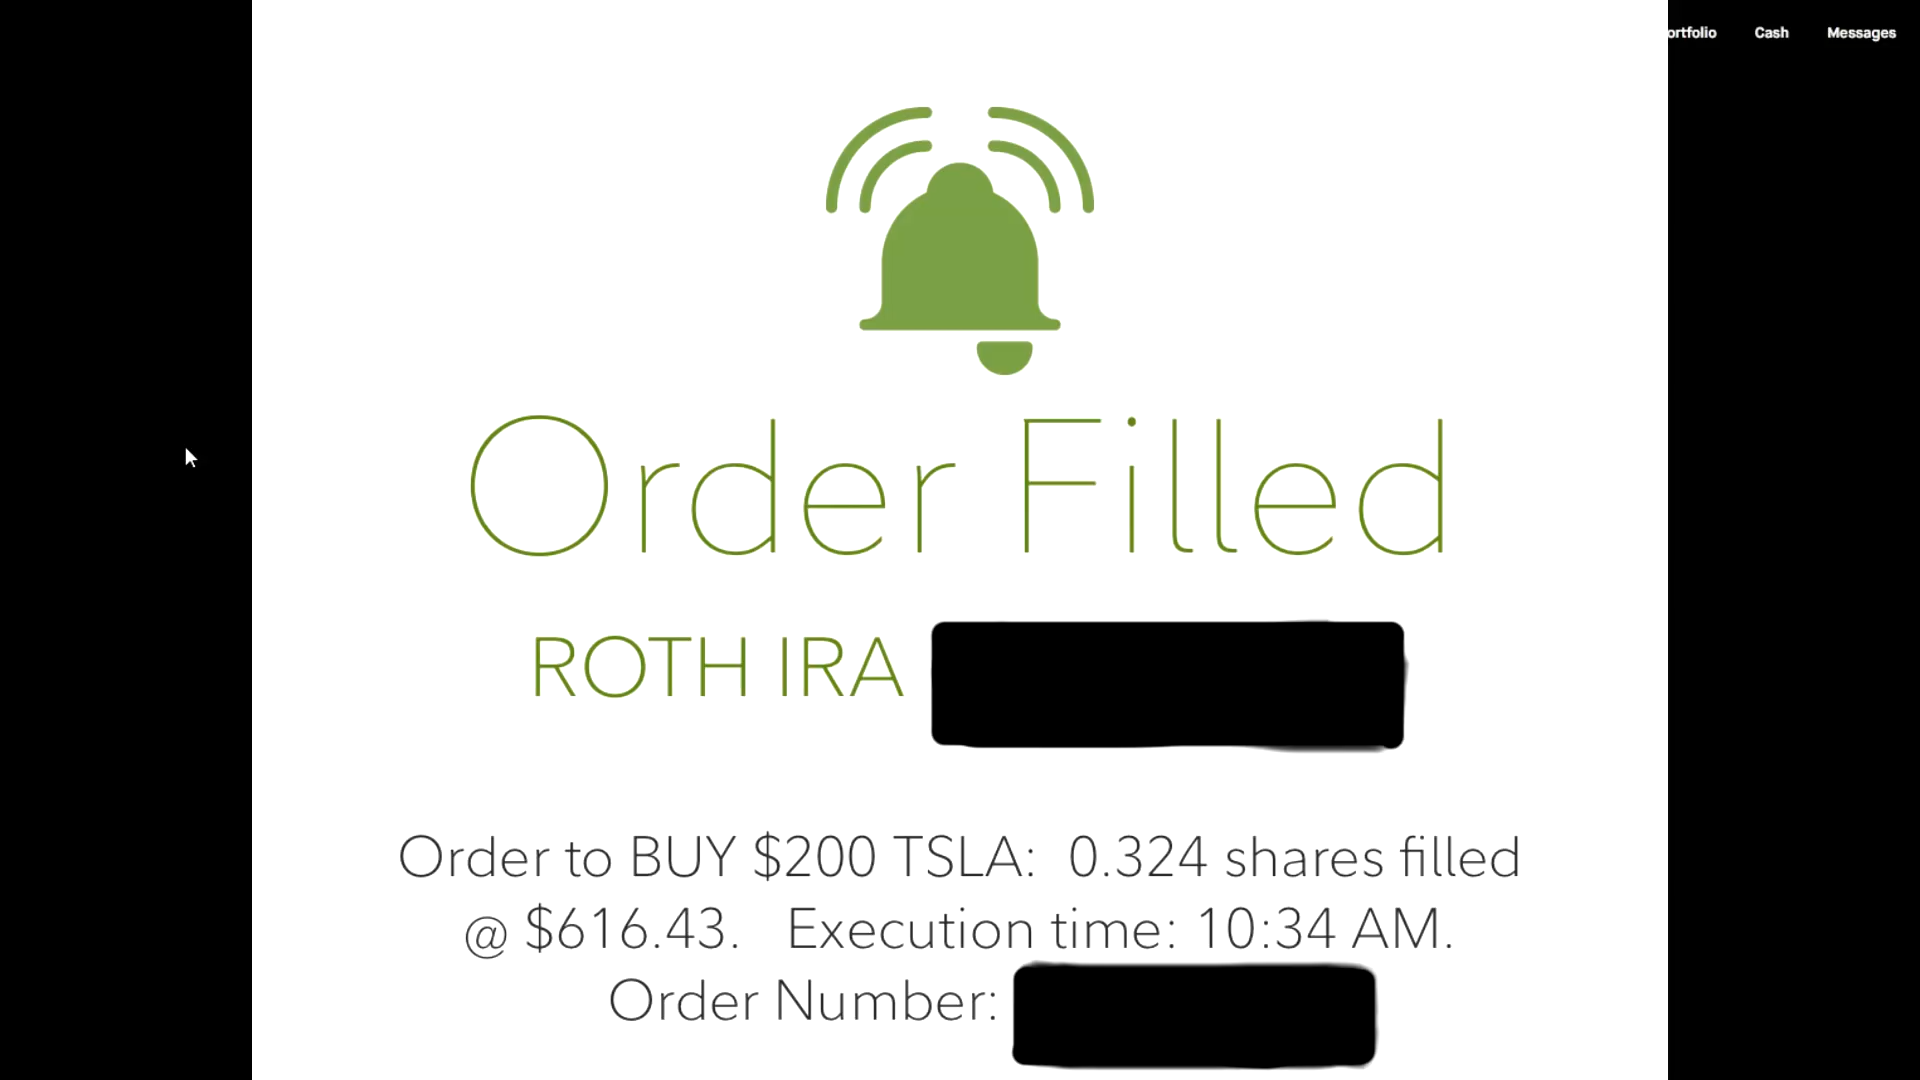 Cash Messages
Order Filled
ROTH IRA
Order to BUY $200 TSLA: 0.324 shares filled
@ $616.43. Execution time: 10:34 AM.
Order Number: